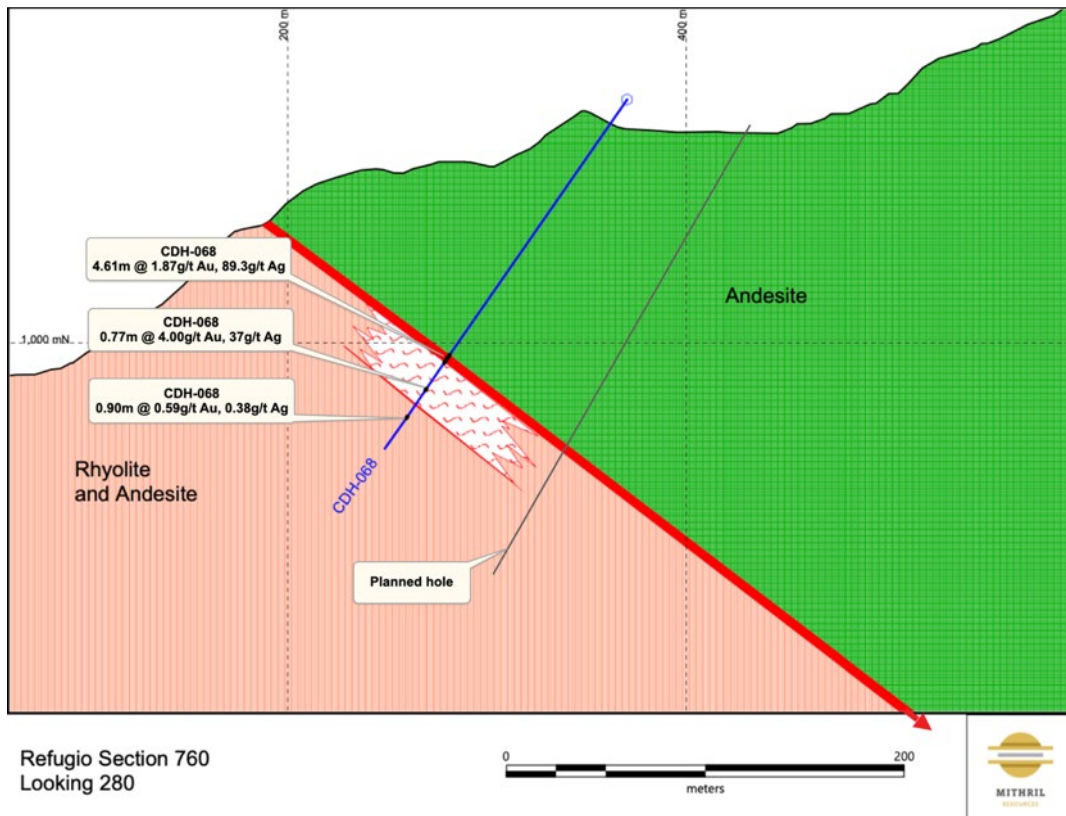 200 m
400 m
CDH-068
4.61m @ 1.87g/t Au, 89.3g/t Ag
Andesite
CDH-068
0.77m @ 4.00g/t Au, 37g/t Ag
1,000 mN
CDH-068
0.90m @ 0.59g/t Au, 0.38g/t Ag
Rhyolite
and Andesite
CDH-068
Planned hole
Refugio Section 760
Looking 280
0
200
meters
MITHRIL
RESOURCES